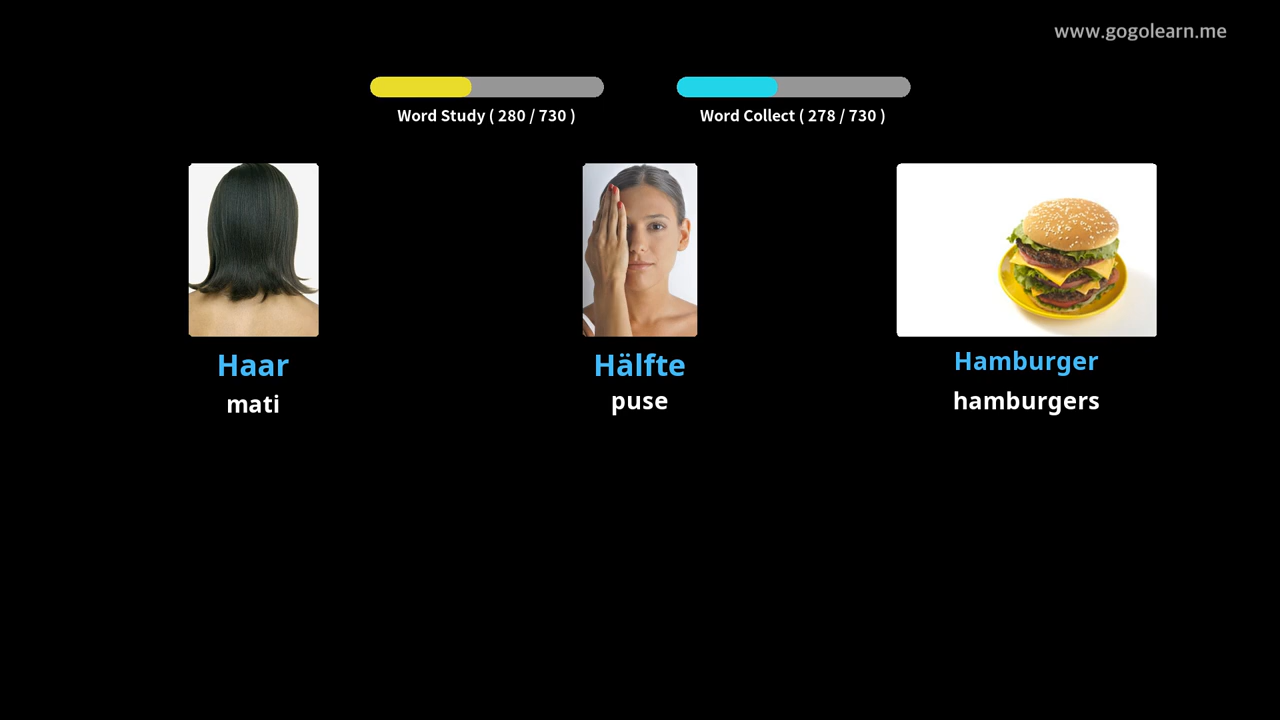 www.gogolearn.me
Word Study ( 280 / 730 )
Word Collect ( 278 / 730 )
Haar
mati
Hälfte
puse
Hamburger
hamburgers